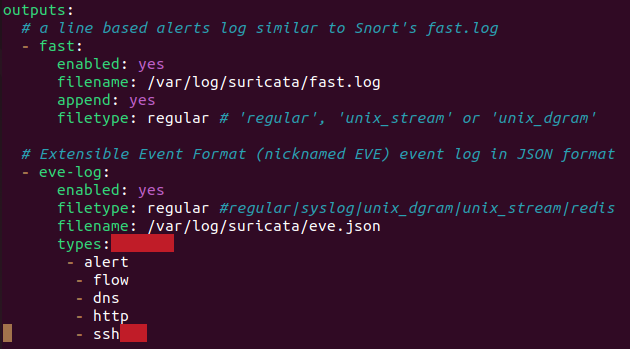 outputs:
  # a line based alerts log similar to Snort's fast.log
  - fast:
      enabled: yes
      filename: /var/log/suricata/fast.log
      append: yes
      filetype: regular # 'regular', 'unix_stream' or 'unix_dgram'

  # Extensible Event Format (nicknamed EVE) event log in JSON format
  - eve-log:
      enabled: yes
      filetype: regular #regular|syslog|unix_dgram|unix_stream|redis
      filename: /var/log/suricata/eve.json
      types:
       - alert
        - flow
        - dns
        - http
        - ssh